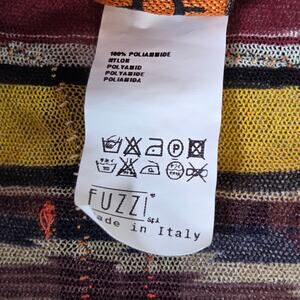 100% POLIAMMIDE
NYLON
POLYAMID
POLYAMIDE
POLIAMIDA
P
FUZZI
SpA
Made in Italy